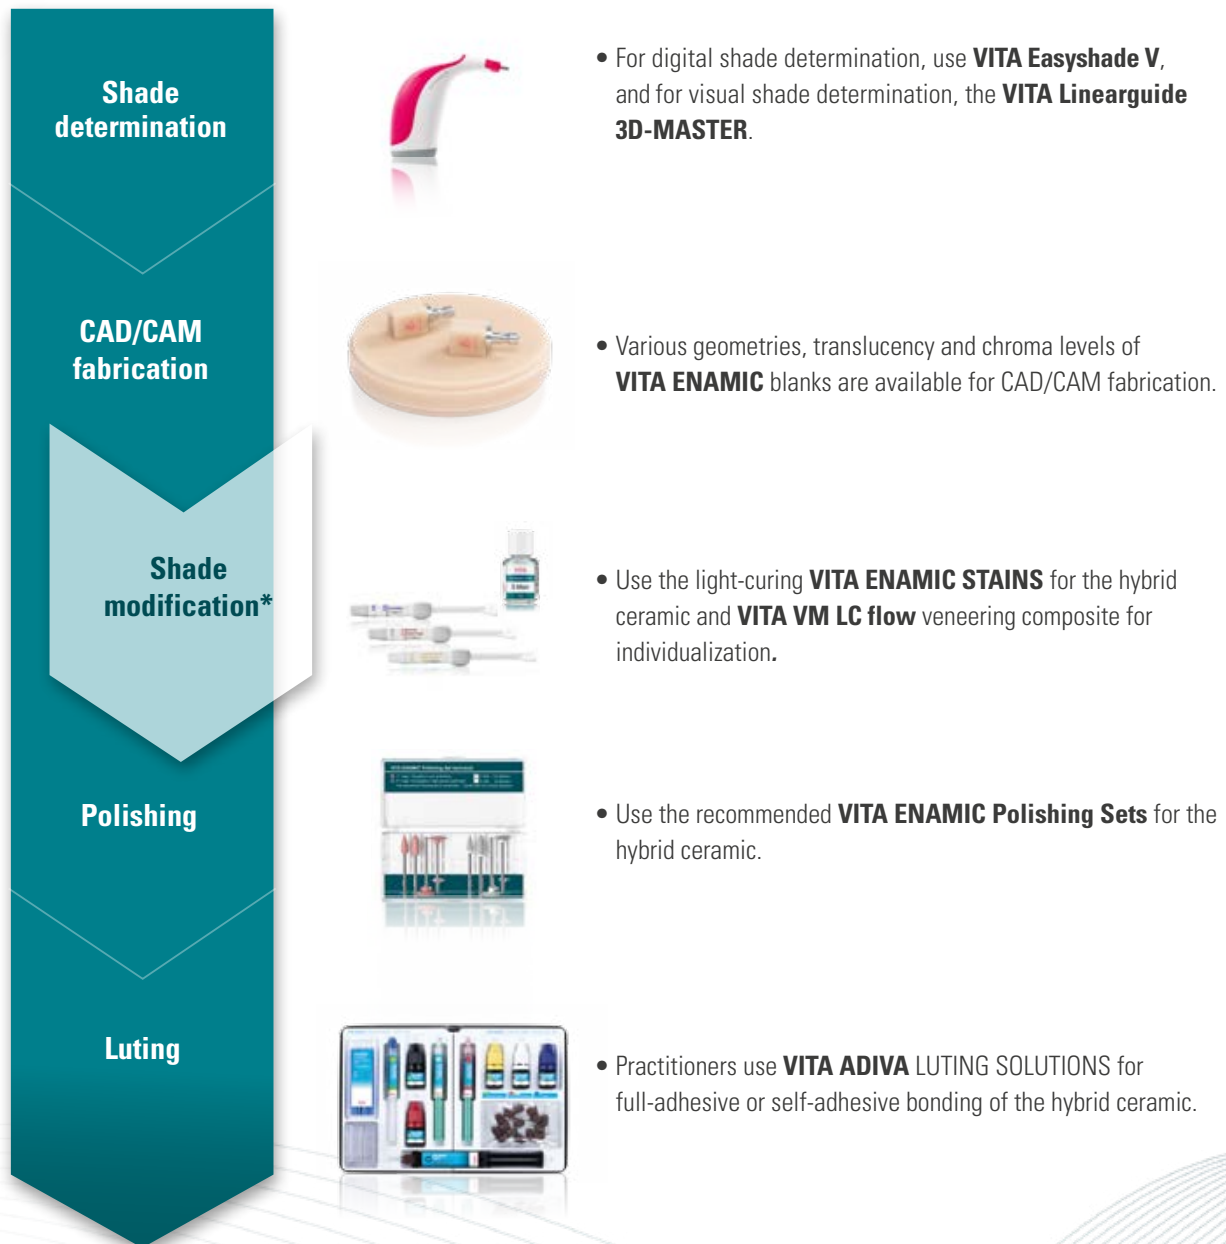 Shade
determination
• For digital shade determination, use VITA Easyshade V,
and for visual shade determination, the VITA Linearguide
3D-MASTER.
CAD/CAM
fabrication
• Various geometries, translucency and chroma levels of
VITA ENAMIC blanks are available for CAD/CAM fabrication.
Shade
modification*
• Use the light-curing VITA ENAMIC STAINS for the hybrid
ceramic and VITA VM LC flow veneering composite for
individualization.
Polishing
• Use the recommended VITA ENAMIC Polishing Sets for the
hybrid ceramic.
Luting
• Practitioners use VITA ADIVA LUTING SOLUTIONS for
full-adhesive or self-adhesive bonding of the hybrid ceramic.